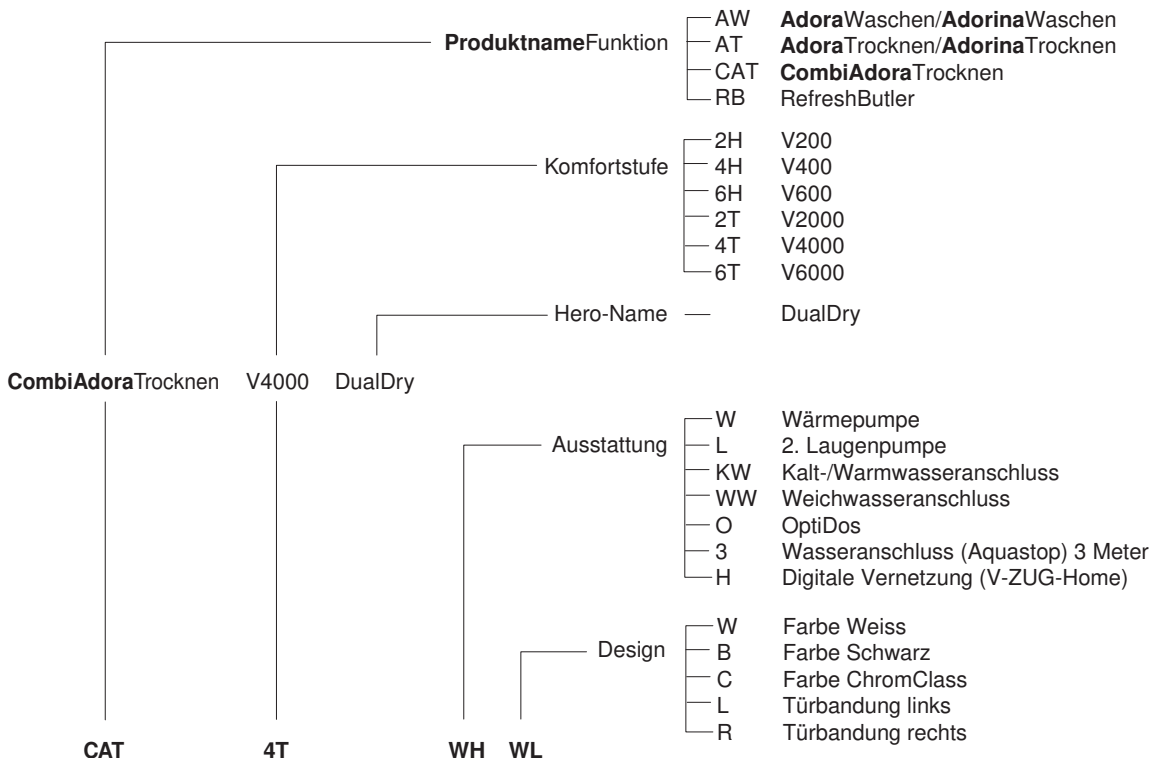 AW AdoraWaschen/AdorinaWaschen
ProduktnameFunktion AT AdoraTrocknen/AdorinaTrocknen
CAT CombiAdoraTrocknen
RB RefreshButler
2H V200
Komfortstufe 4H V400
6H V600
2T V2000
4T V4000
6T V6000
Hero-Name DualDry
CombiAdoraTrocknen V4000 DualDry
W Wärmepumpe
Ausstattung L 2. Laugenpumpe
KW Kalt-/Warmwasseranschluss
WW Weichwasseranschluss
O OptiDos
3 Wasseranschluss (Aquastop) 3 Meter
H Digitale Vernetzung (V-ZUG-Home)
W Farbe Weiss
Design B Farbe Schwarz
C Farbe ChromClass
L Türbandung links
R Türbandung rechts
CAT 4T WH WL